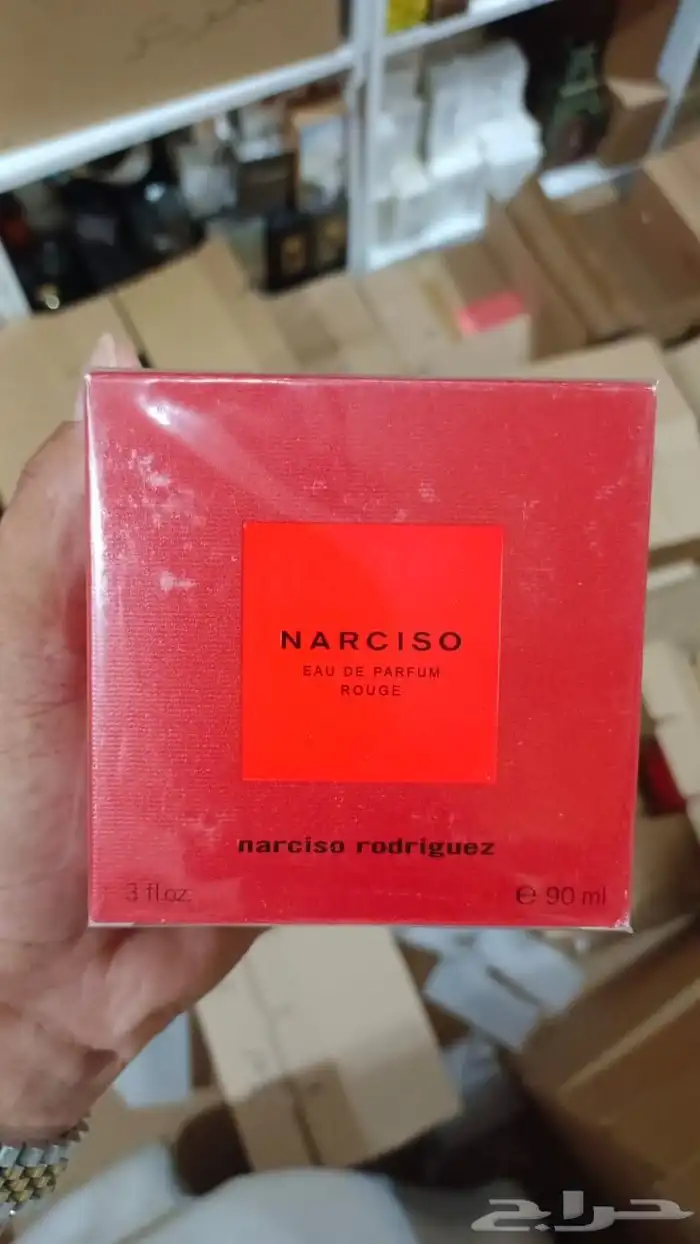 NARCISO
EAU DE PARFUM
ROUGE
narciso rodriguez
3 fl.oz. e 90 ml
حراج